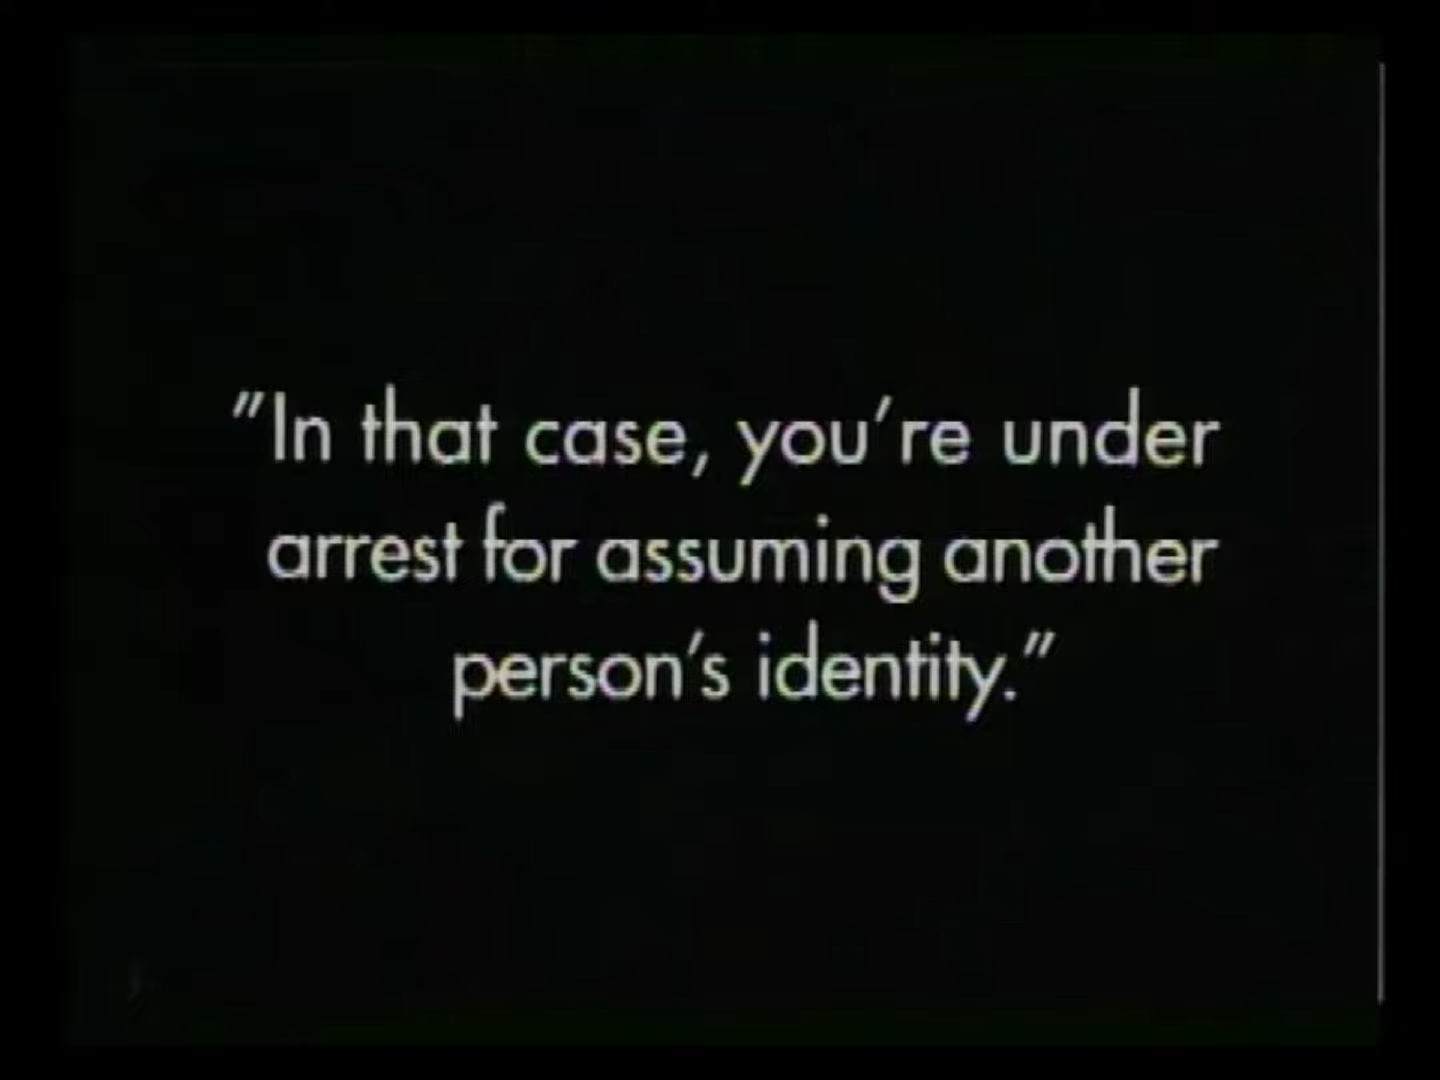 "In that case, you're under
arrest for assuming another
person's identity."